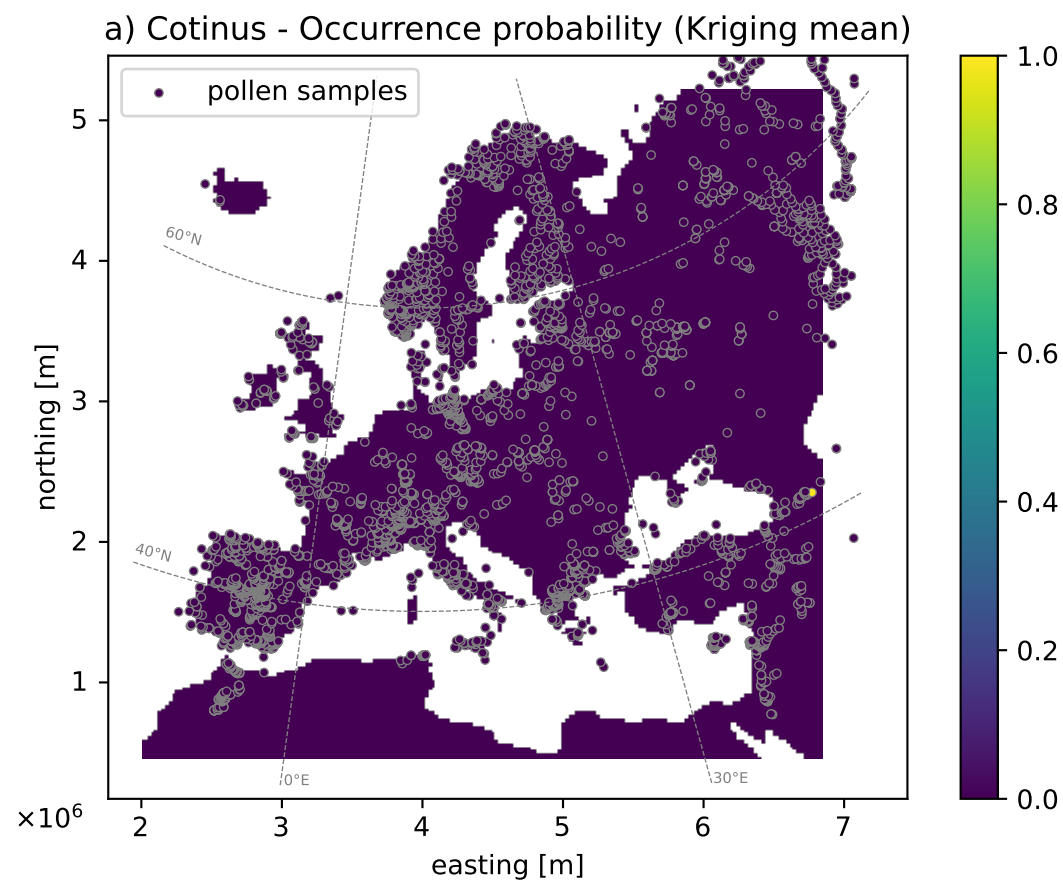 a) Cotinus - Occurrence probability (Kriging mean)
pollen samples
60°N
40°N
0°E
30°E
northing [m]
5
4
3
2
1
×10⁶
2 3 4 5 6 7
easting [m]
1.0
0.8
0.6
0.4
0.2
0.0